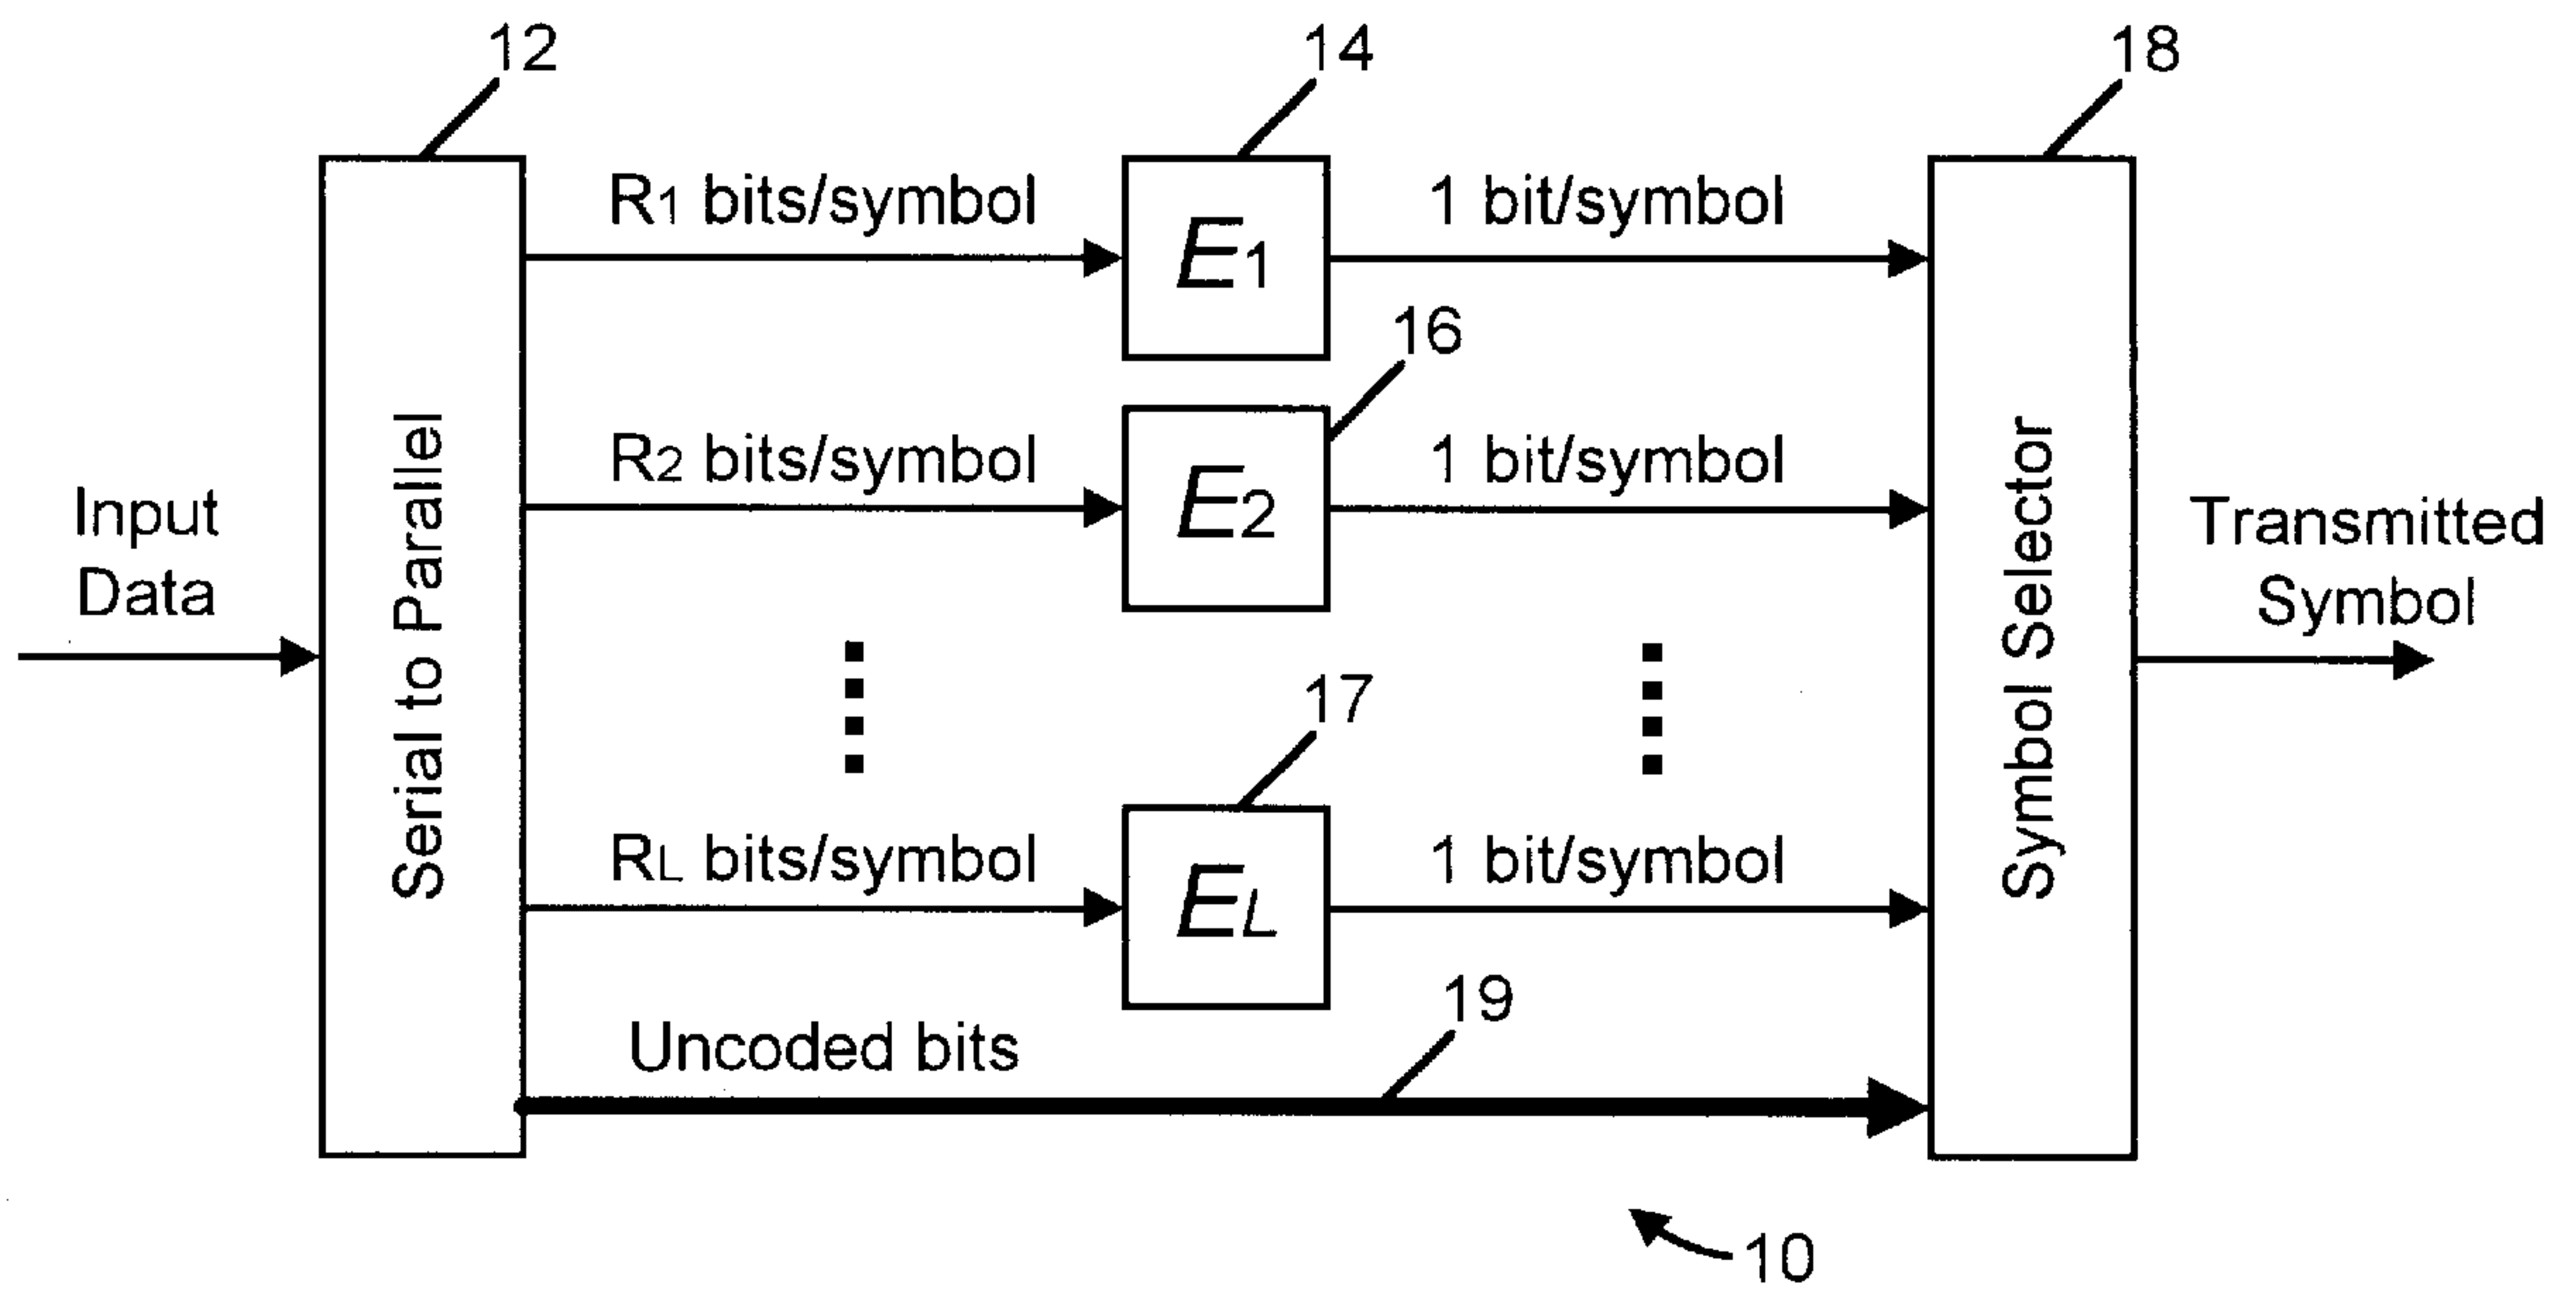 12
14
18
R1 bits/symbol
1 bit/symbol
E1
16
R2 bits/symbol
1 bit/symbol
E2
Input
Data
Serial to Parallel
Symbol Selector
Transmitted
Symbol
17
RL bits/symbol
1 bit/symbol
EL
19
Uncoded bits
10